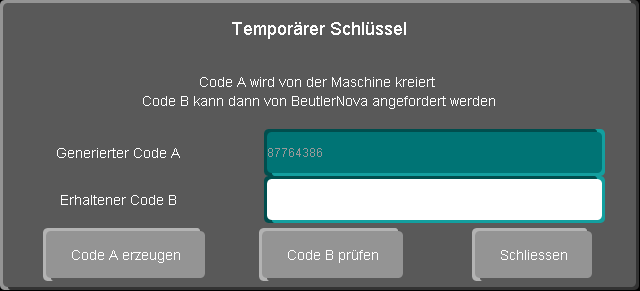 Temporärer Schlüssel
Code A wird von der Maschine kreiert
Code B kann dann von BeutlerNova angefordert werden
Generierter Code A
87764386
Erhaltener Code B
Code A erzeugen
Code B prüfen
Schliessen